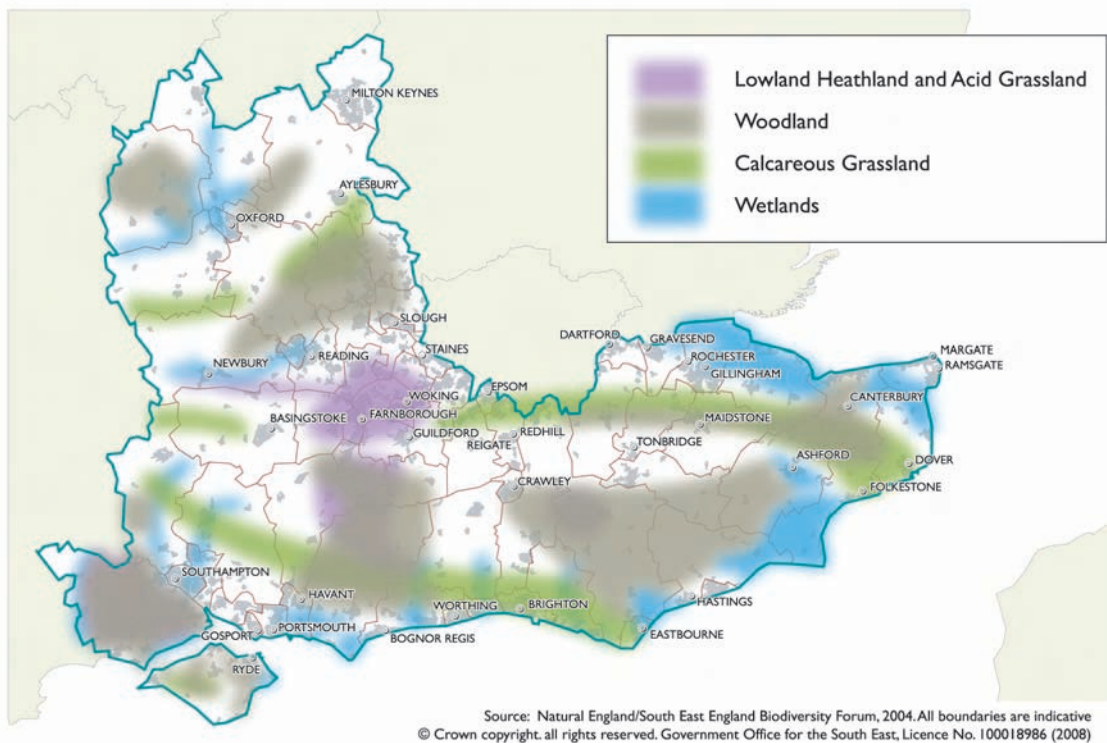 Lowland Heathland and Acid Grassland
Woodland
Calcareous Grassland
Wetlands
MILTON KEYNES
AYLESBURY
OXFORD
SLOUGH
NEWBURY
READING
STAINES
DARTFORD
GRAVESEND
ROCHESTER
GILLINGHAM
MARGATE
RAMSGATE
EPSOM
WOKING
CANTERBURY
BASINGSTOKE
FARNBOROUGH
MAIDSTONE
GUILDFORD
REDHILL
REIGATE
TONBRIDGE
ASHFORD
DOVER
CRAWLEY
FOLKESTONE
SOUTHAMPTON
HAVANT
WORTHING
BRIGHTON
HASTINGS
GOSPORT
PORTSMOUTH
BOGNOR REGIS
EASTBOURNE
RYDE
Source: Natural England/South East England Biodiversity Forum, 2004. All boundaries are indicative
© Crown copyright. all rights reserved. Government Office for the South East, Licence No. 100018986 (2008)